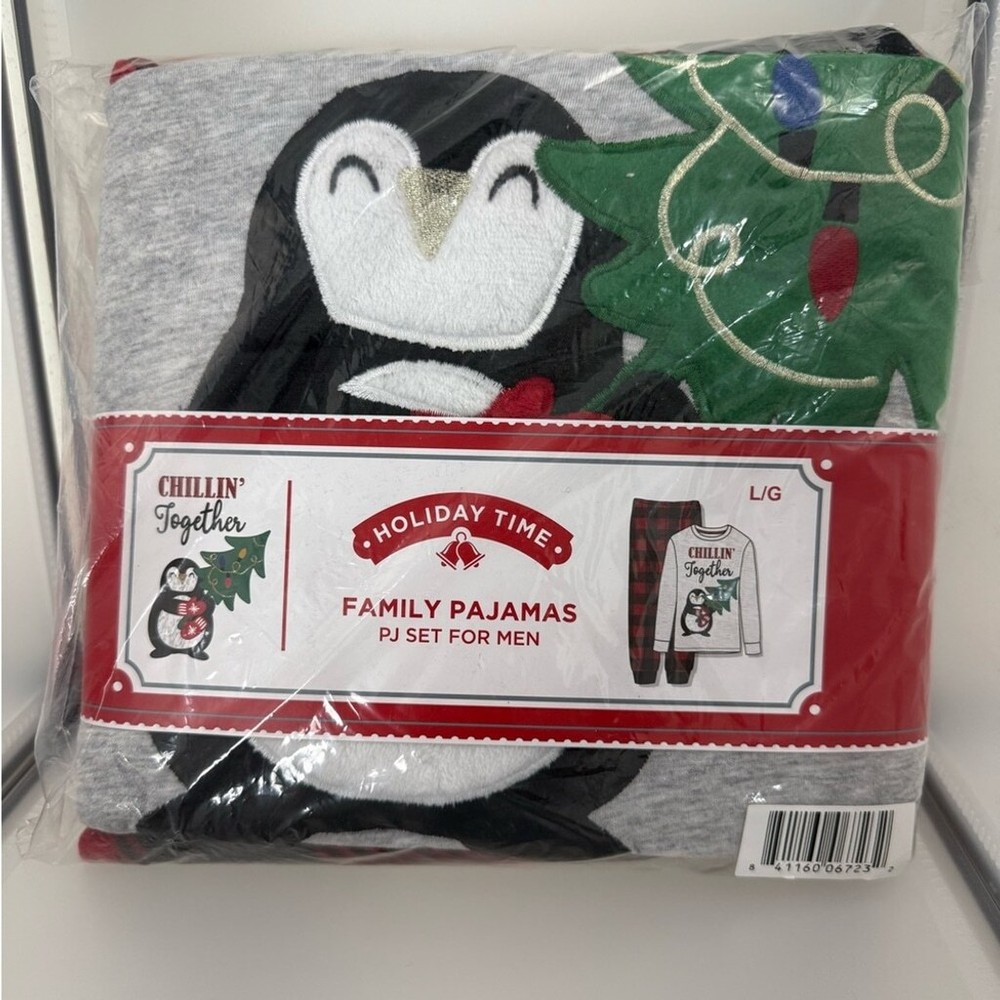 CHILLIN'
Together
HOLIDAY TIME
FAMILY PAJAMAS
PJ SET FOR MEN
L/G
CHILLIN'
Together
8 41160 06723 2